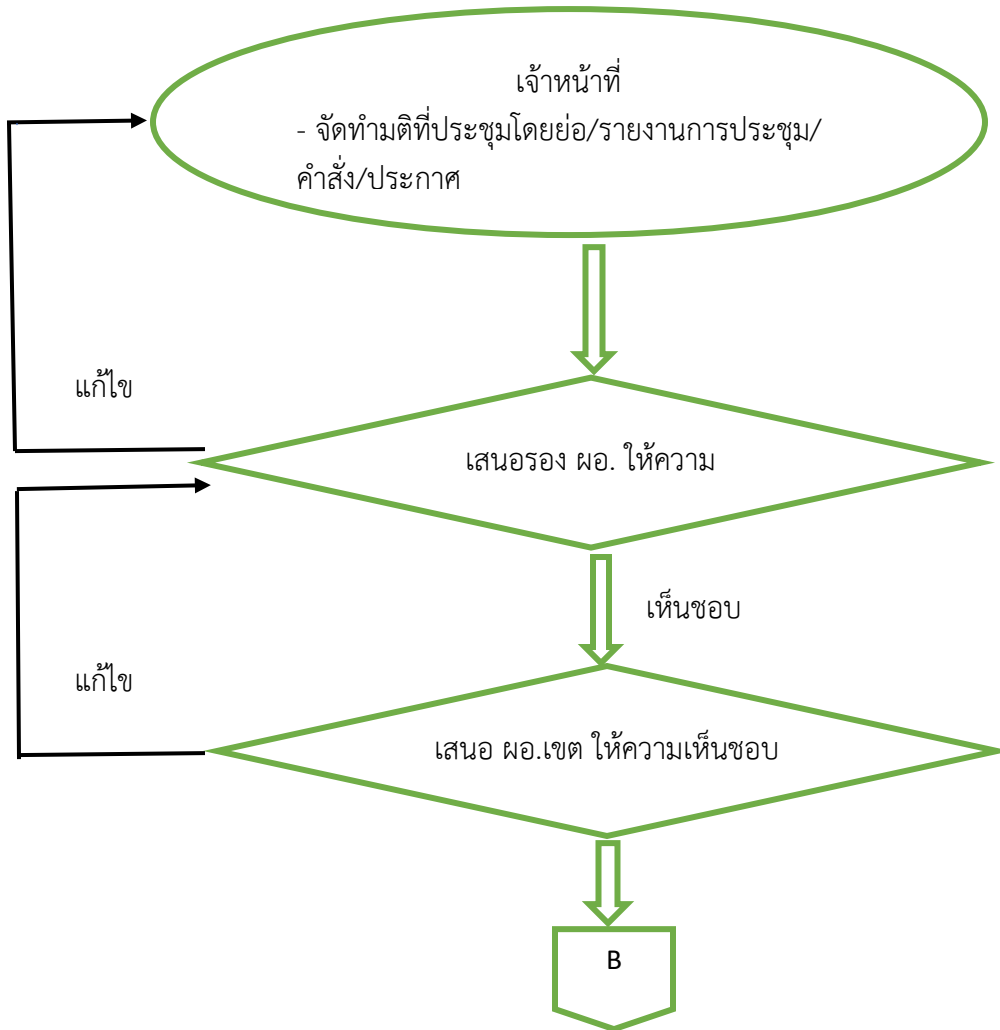 เจ้าหน้าที่
- จัดทำมติที่ประชุมโดยย่อ/รายงานการประชุม/
คำสั่ง/ประกาศ
แก้ไข
เสนอรอง ผอ. ให้ความ
เห็นชอบ
แก้ไข
เสนอ ผอ.เขต ให้ความเห็นชอบ
B